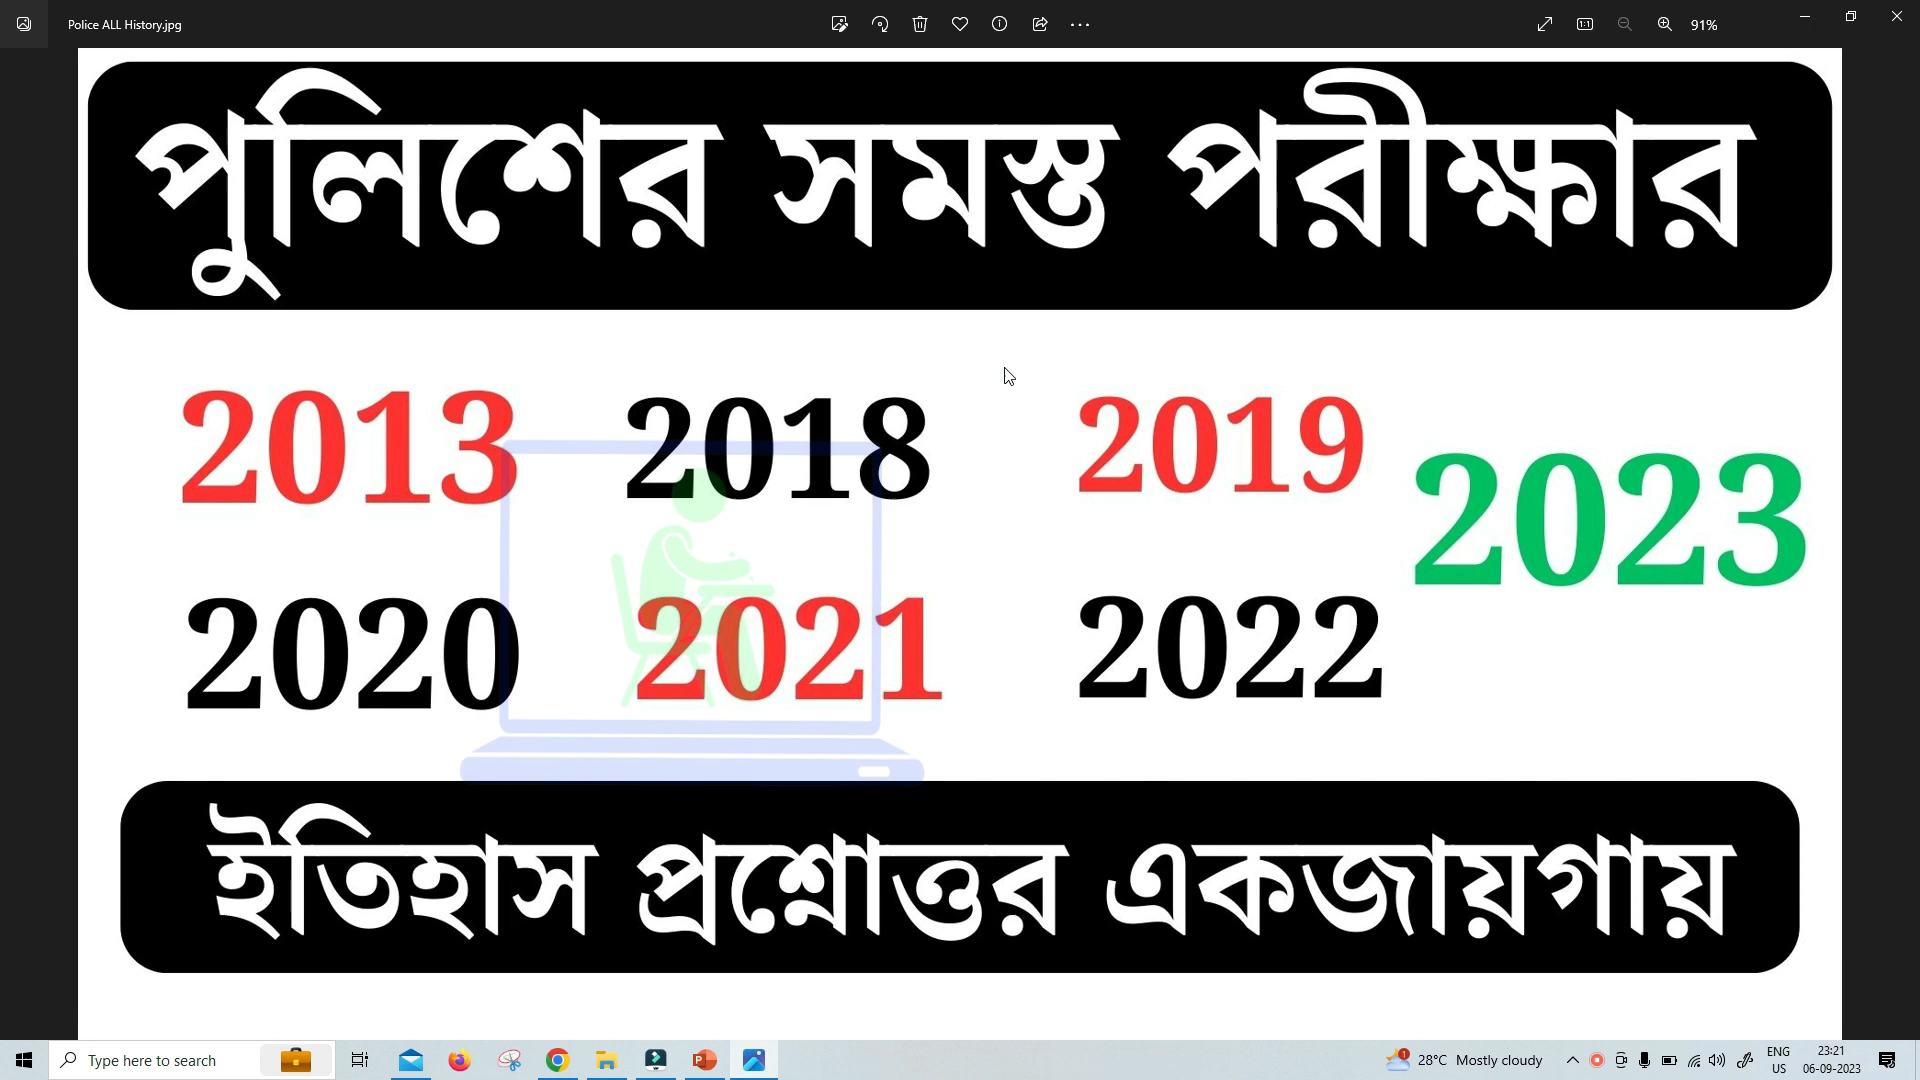 Police ALL History.jpg
91%
পুলিশের সমস্ত পরীক্ষার
2013 2018 2019
2023
2020 2021 2022
ইতিহাস প্রশ্নোত্তর একজায়গায়
Type here to search
1
28°C Mostly cloudy
ENG
US
23:21
06-09-2023